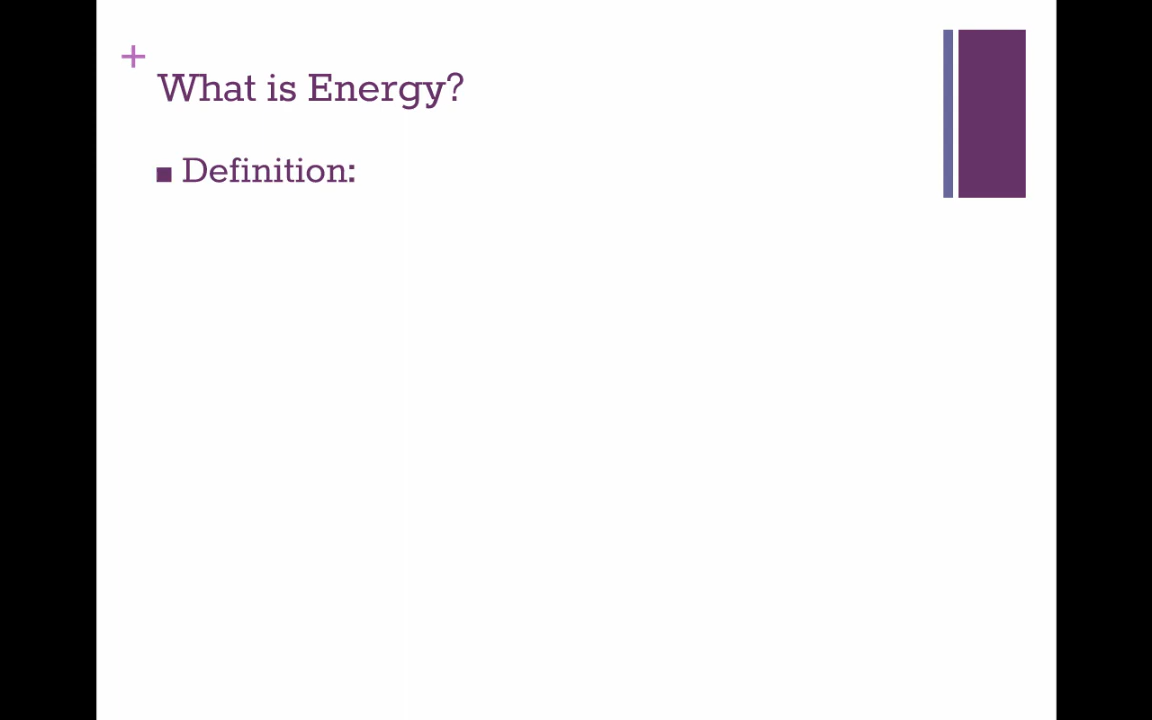 +
What is Energy?
■ Definition: